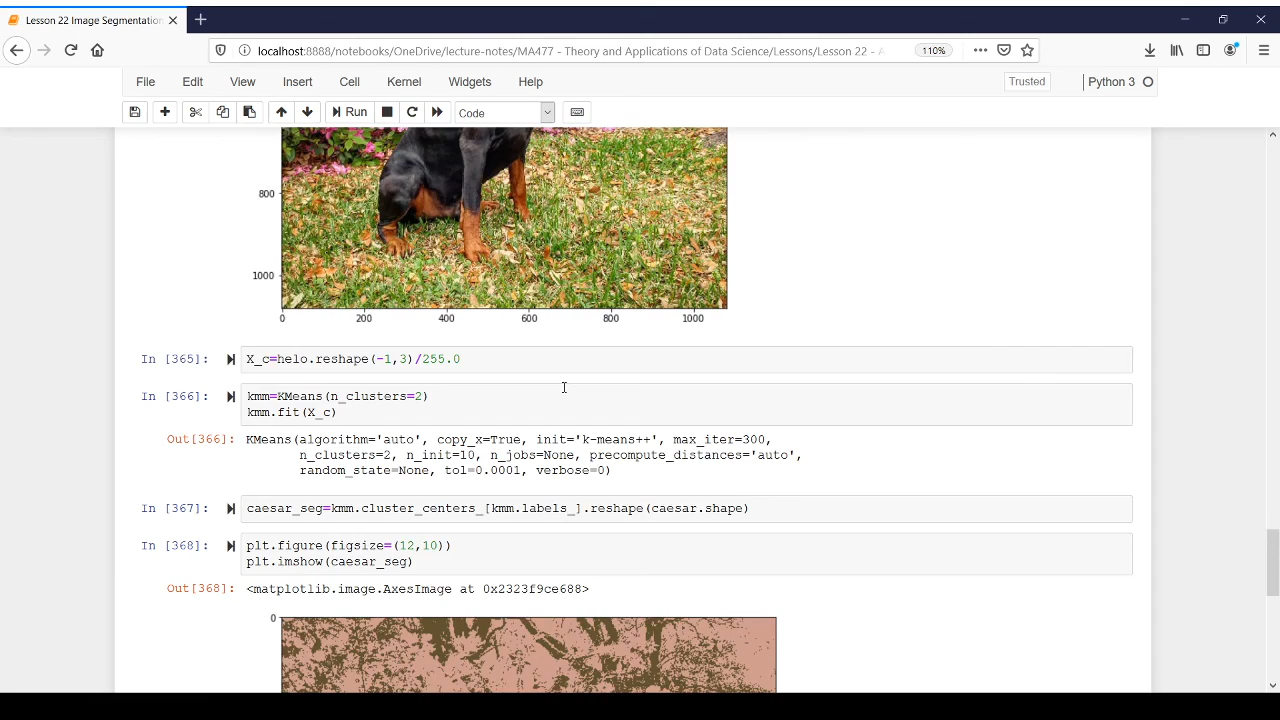 Lesson 22 Image Segmentation
localhost:8888/notebooks/OneDrive/lecture-notes/MA477 - Theory and Applications of Data Science/Lessons/Lesson 22 - A
110%
File Edit View Insert Cell Kernel Widgets Help
Trusted
Python 3
Run
Code
800
1000
0 200 400 600 800 1000
In [365]: X_c=helo.reshape(-1,3)/255.0
In [366]: kmm=KMeans(n_clusters=2)
kmm.fit(X_c)
Out[366]: KMeans(algorithm='auto', copy_x=True, init='k-means++', max_iter=300,
n_clusters=2, n_init=10, n_jobs=None, precompute_distances='auto',
random_state=None, tol=0.0001, verbose=0)
In [367]: caesar_seg=kmm.cluster_centers_[kmm.labels_].reshape(caesar.shape)
In [368]: plt.figure(figsize=(12,10))
plt.imshow(caesar_seg)
Out[368]: <matplotlib.image.AxesImage at 0x2323f9ce688>
0